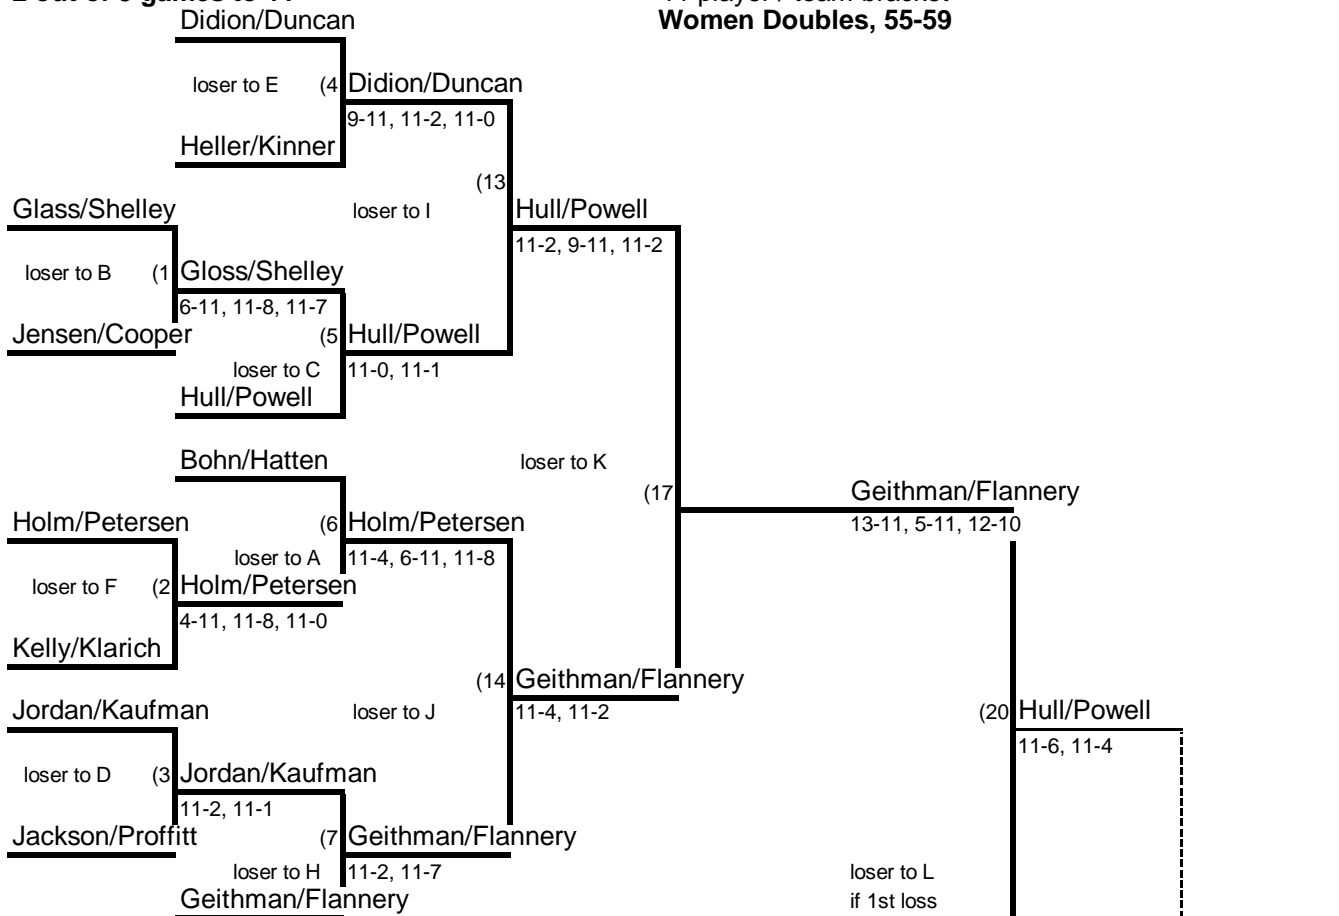 Didion/Duncan
Women Doubles, 55-59
loser to E (4 Didion/Duncan
9-11, 11-2, 11-0
Heller/Kinner
(13
Glass/Shelley loser to I Hull/Powell
11-2, 9-11, 11-2
loser to B (1 Gloss/Shelley
6-11, 11-8, 11-7
Jensen/Cooper (5 Hull/Powell
loser to C 11-0, 11-1
Hull/Powell
Bohn/Hatten loser to K
(17 Geithman/Flannery
Holm/Petersen (6 Holm/Petersen 13-11, 5-11, 12-10
loser to A 11-4, 6-11, 11-8
loser to F (2 Holm/Petersen
4-11, 11-8, 11-0
Kelly/Klarich
(14 Geithman/Flannery
Jordan/Kaufman loser to J 11-4, 11-2 (20 Hull/Powell
11-6, 11-4
loser to D (3 Jordan/Kaufman
11-2, 11-1
Jackson/Proffitt (7 Geithman/Flannery
loser to H 11-2, 11-7 loser to L
Geithman/Flannery if 1st loss